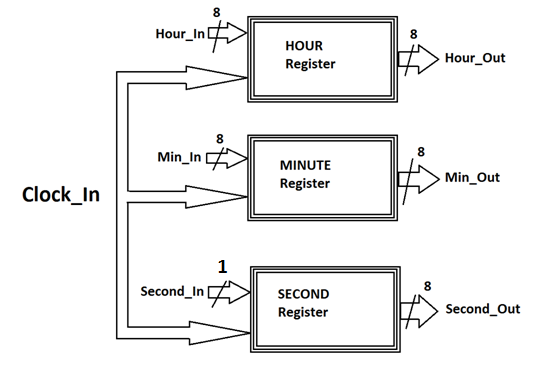 8
Hour_In
HOUR
Register
8
Hour_Out
8
Min_In
MINUTE
Register
8
Min_Out
Clock_In
1
Second_In
SECOND
Register
8
Second_Out